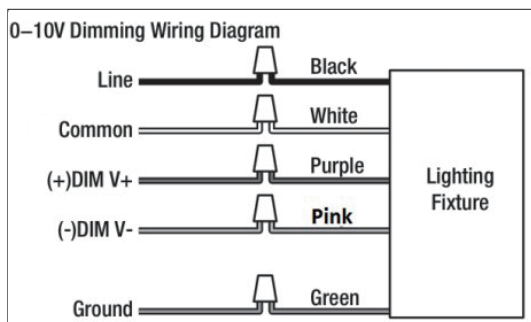 0–10V Dimming Wiring Diagram
Line
Black
Common
White
(+)DIM V+
Purple
(-)DIM V-
Pink
Ground
Green
Lighting
Fixture